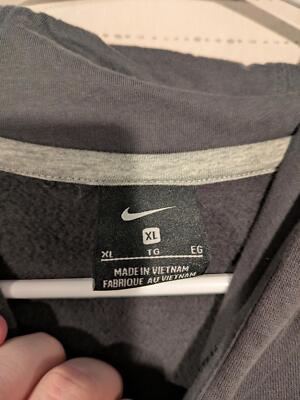 XL
XL TG EG
MADE IN VIETNAM
FABRIQUE AU VIETNAM